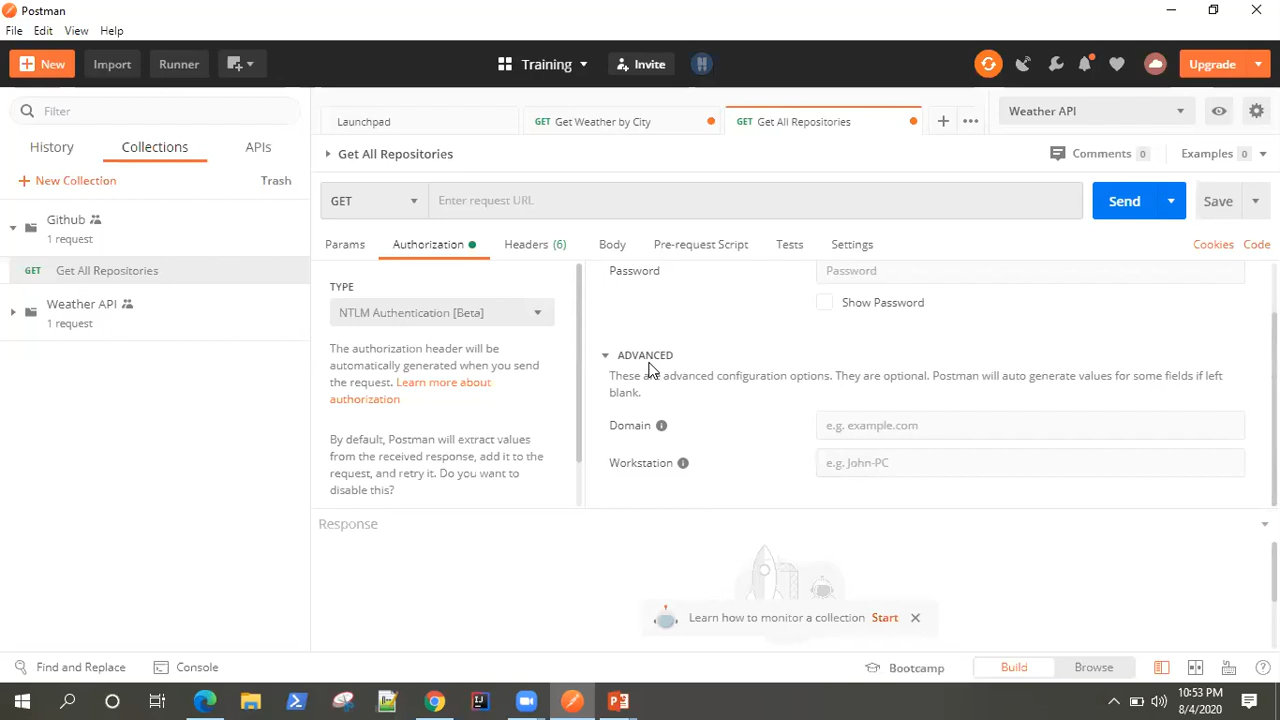 Postman
File Edit View Help
New Import Runner Training Invite Upgrade
Filter
History Collections APIs
New Collection Trash
Github
1 request
GET Get All Repositories
Weather API
1 request
Launchpad GET Get Weather by City GET Get All Repositories Weather API
Get All Repositories Comments 0 Examples 0
GET Enter request URL Send Save
Params Authorization Headers (6) Body Pre-request Script Tests Settings Cookies Code
TYPE
NTLM Authentication [Beta]
The authorization header will be
automatically generated when you send
the request. Learn more about
authorization
By default, Postman will extract values
from the received response, add it to the
request, and retry it. Do you want to
disable this?
Password Password
Show Password
ADVANCED
These are advanced configuration options. They are optional. Postman will auto generate values for some fields if left
blank.
Domain e.g. example.com
Workstation e.g. John-PC
Response
Learn how to monitor a collection Start
Find and Replace Console Bootcamp Build Browse
10:53 PM
8/4/2020